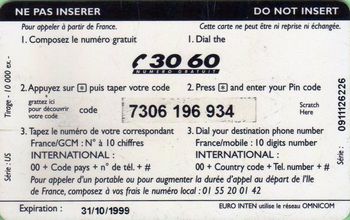 NE PAS INSERER
DO NOT INSERT
Pour appeler à partir de France.
Cette carte ne peut être ni reprise ni échangée.
1. Composez le numéro gratuit
1. Dial the
30 60
NUMERO GRATUIT
2. Appuyez sur * puis taper votre code
2. Press * and enter your Pin code
grattez ici
pour découvrir
votre code
code
7306 196 934
Scratch
Here
3. Tapez le numéro de votre correspondant
France/GCM : N° à 10 chiffres
INTERNATIONAL :
00 + Code pays + n° de tél. + #
3. Dial your destination phone number
France/mobile : 10 digits number
INTERNATIONAL :
00 + Country code + Tel. number + #
Pour appeler d'un portable ou pour augmenter la durée d'appel au départ de l'Ile
de France, composez à vos frais le numéro local : 01 55 20 01 42
Expiration : 31/10/1999
EURO INTEN utilise le réseau OMNICOM
Tirage - 10 000 ex. -
Série : US
Série : 0911126226